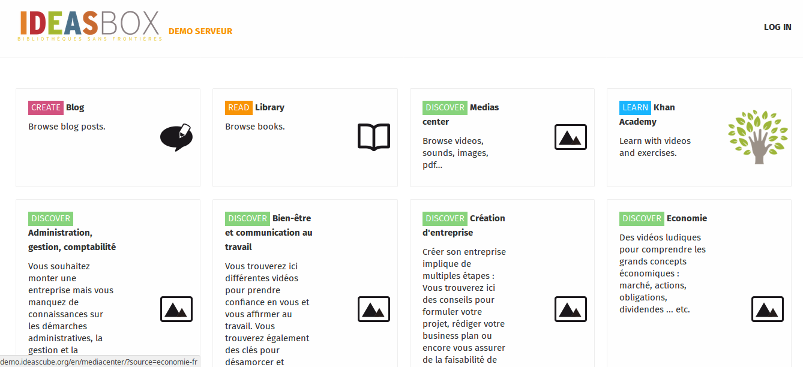 IDEASBOX
BIBLIOTHÈQUES SANS FRONTIÈRES
DEMO SERVEUR
LOG IN
CREATE Blog
Browse blog posts.
READ Library
Browse books.
DISCOVER Medias
center
Browse videos,
sounds, images,
pdf...
LEARN Khan
Academy
Learn with videos
and exercises.
DISCOVER
Administration,
gestion, comptabilité
Vous souhaitez
monter une
entreprise mais vous
manquez de
connaissances sur
les démarches
administratives, la
gestion et la
DISCOVER Bien-être
et communication au
travail
Vous trouverez ici
différentes vidéos
pour prendre
confiance en vous et
vous affirmer au
travail. Vous
trouverez également
des clés pour
désamorcer et
DISCOVER Création
d'entreprise
Créer son entreprise
implique de
multiples étapes :
Vous trouverez ici
des conseils pour
formuler votre
projet, rédiger votre
business plan ou
encore vous assurer
de la faisabilité de
DISCOVER Economie
Des vidéos ludiques
pour comprendre les
grands concepts
économiques :
marché, actions,
obligations,
dividendes ... etc.
demo.ideascube.org/en/mediacenter/?source=economie-fr